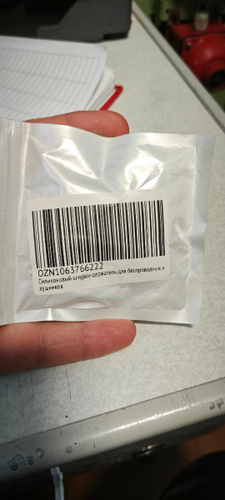 OZN1063766222
Силиконовый шнурок-держатель для беспроводных н
аушников